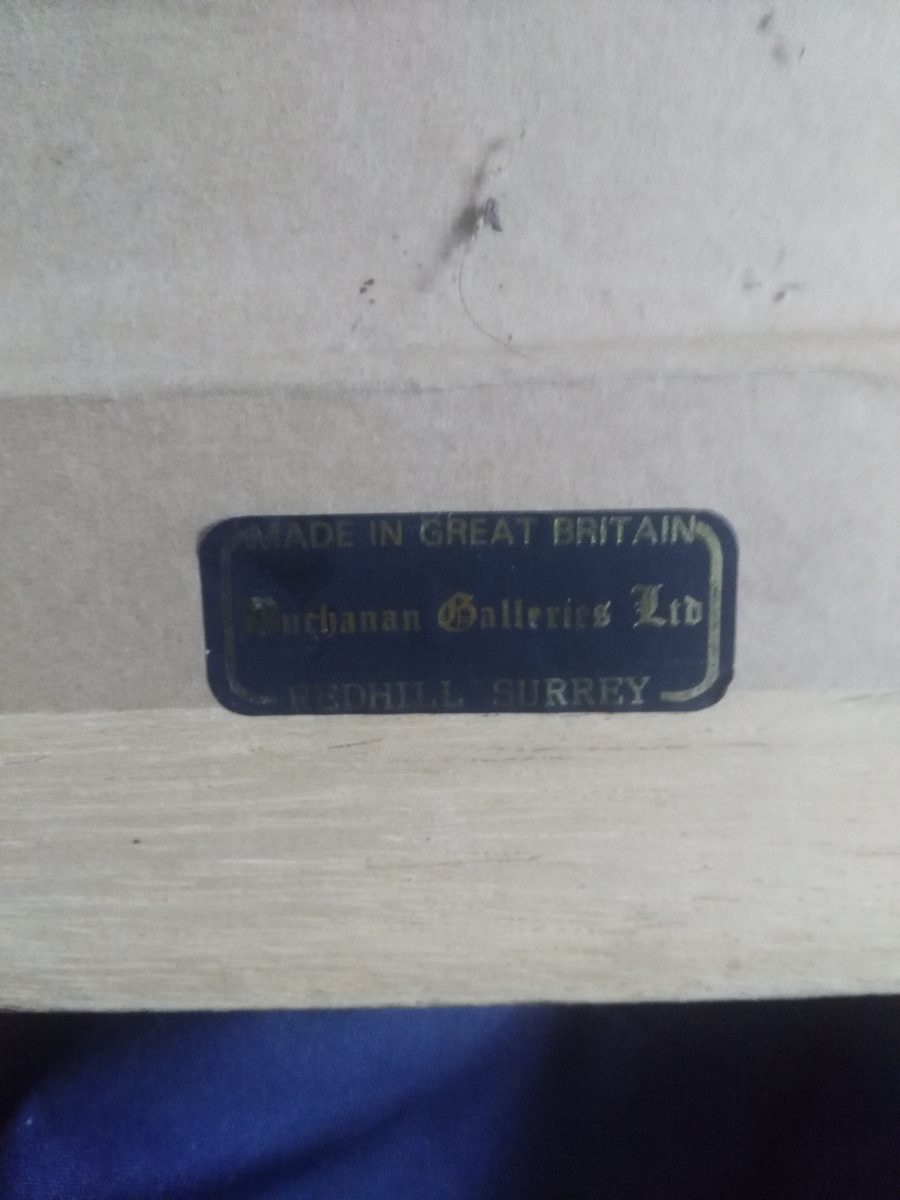 MADE IN GREAT BRITAIN
Buchanan Galleries Ltd
REDHILL SURREY